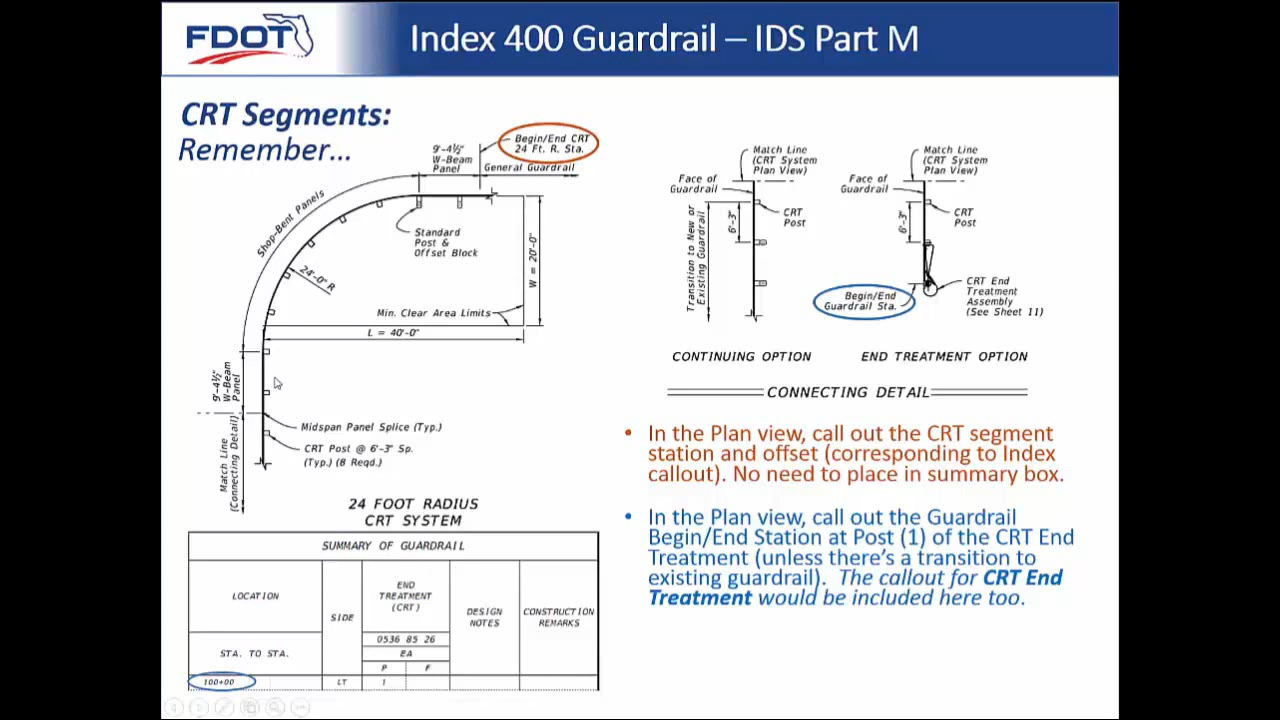 FDOT
Index 400 Guardrail – IDS Part M
CRT Segments:
Remember...
9'-4½"
W-Beam
Panel
Begin/End CRT
24 Ft. R. Sta.
General Guardrail
Shop-Bent Panels
Standard
Post &
Offset Block
24'-0" R
W = 20'-0"
Min. Clear Area Limits
L = 40'-0"
9'-4½"
W-Beam
Panel
Midspan Panel Splice (Typ.)
CRT Post @ 6'-3" Sp.
(Typ.) (8 Reqd.)
Match Line
(Connecting Detail)
24 FOOT RADIUS
CRT SYSTEM
SUMMARY OF GUARDRAIL
LOCATION
SIDE
END
TREATMENT
(CRT)
DESIGN
NOTES
CONSTRUCTION
REMARKS
0536 85 26
STA. TO STA.
EA
P F
100+00 LT 1
Match Line
(CRT System
Plan View)
Face of
Guardrail
CRT
Post
6'-3"
Transition to New or
Existing Guardrail
CONTINUING OPTION
Match Line
(CRT System
Plan View)
Face of
Guardrail
CRT
Post
6'-3"
Begin/End
Guardrail Sta.
CRT End
Treatment
Assembly
(See Sheet 11)
END TREATMENT OPTION
CONNECTING DETAIL
• In the Plan view, call out the CRT segment
station and offset (corresponding to Index
callout). No need to place in summary box.
• In the Plan view, call out the Guardrail
Begin/End Station at Post (1) of the CRT End
Treatment (unless there's a transition to
existing guardrail). The callout for CRT End
Treatment would be included here too.